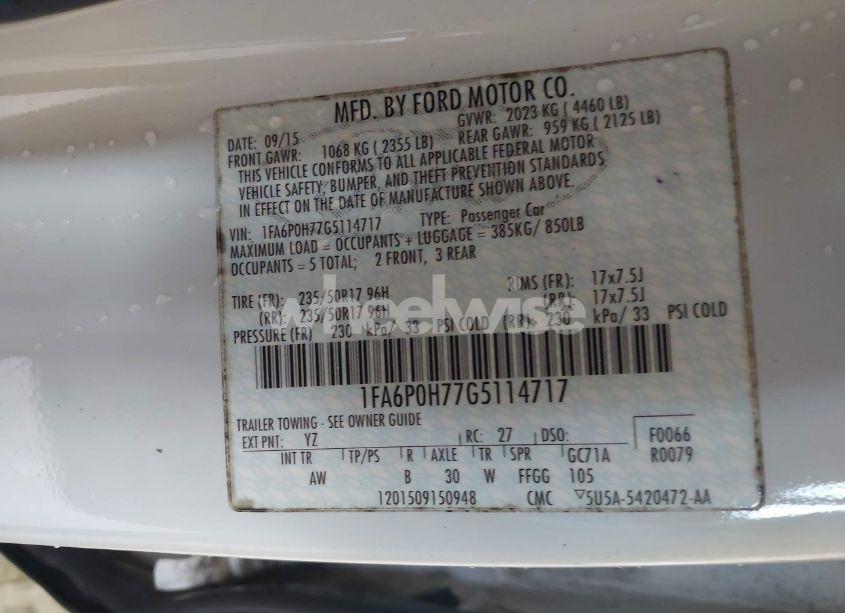 MFD. BY FORD MOTOR CO.
DATE: 09/15 GVWR: 2023 KG ( 4460 LB)
FRONT GAWR: 1068 KG ( 2355 LB) REAR GAWR: 959 KG ( 2125 LB)
THIS VEHICLE CONFORMS TO ALL APPLICABLE FEDERAL MOTOR
VEHICLE SAFETY, BUMPER, AND THEFT PREVENTION STANDARDS
IN EFFECT ON THE DATE OF MANUFACTURE SHOWN ABOVE.
VIN: 1FA6P0H77G5114717 TYPE: Passenger Car
MAXIMUM LOAD = OCCUPANTS + LUGGAGE = 385KG/ 850LB
OCCUPANTS = 5 TOTAL; 2 FRONT, 3 REAR
TIRE (FR): 235/50R17 96H RIMS (FR): 17x7.5J
(RR): 235/50R17 96H (RR): 17x7.5J
PRESSURE (FR) 230 kPa/ 33 PSI COLD (RR): 230 kPa/ 33 PSI COLD
wheelwise
1FA6P0H77G5114717
TRAILER TOWING - SEE OWNER GUIDE
EXT PNT: YZ RC: 27 DSO: F0066
INT TR TP/PS R AXLE TR SPR GC71A R0079
AW B 30 W FFGG 105
1201509150948 CMC 5U5A-5420472-AA